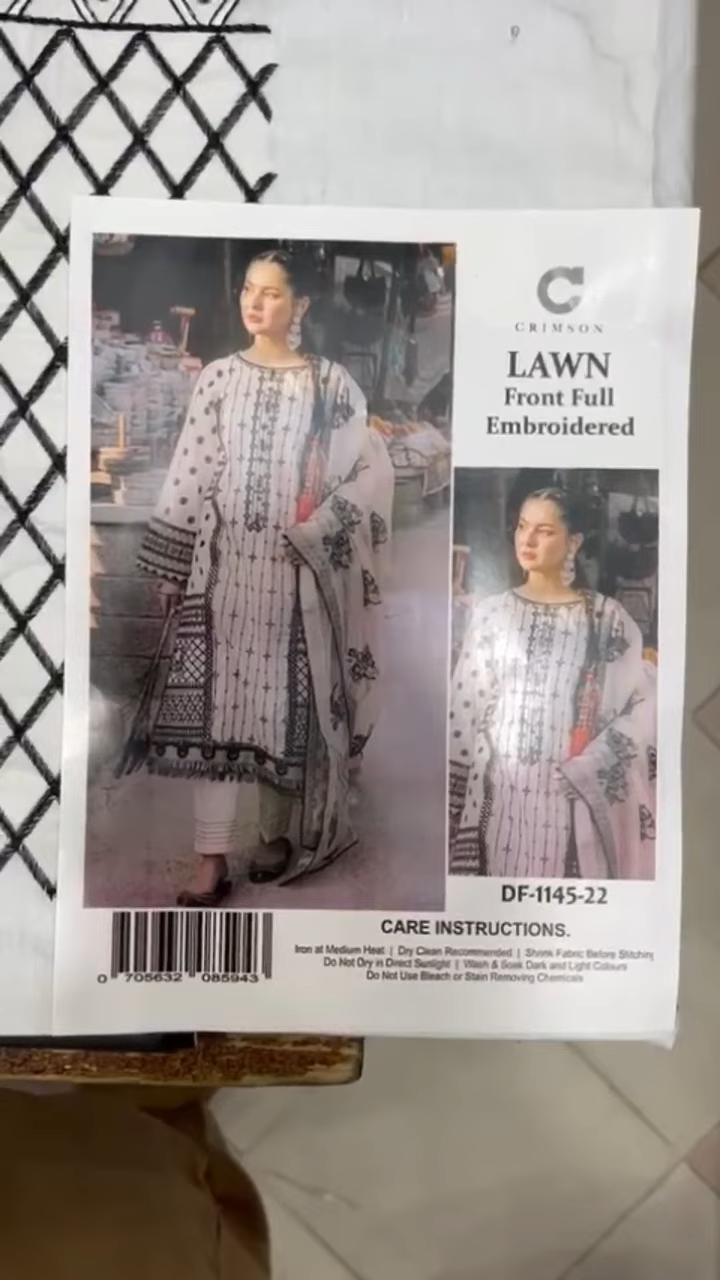 C
CRIMSON
LAWN
Front Full
Embroidered
DF-1145-22
CARE INSTRUCTIONS.
Iron at Medium Heat | Dry Clean Recommended | Shrink Fabric Before Stitching
Do Not Dry in Direct Sunlight | Wash & Soak Dark and Light Colours
Do Not Use Bleach or Stain Removing Chemicals
0 705632 085943